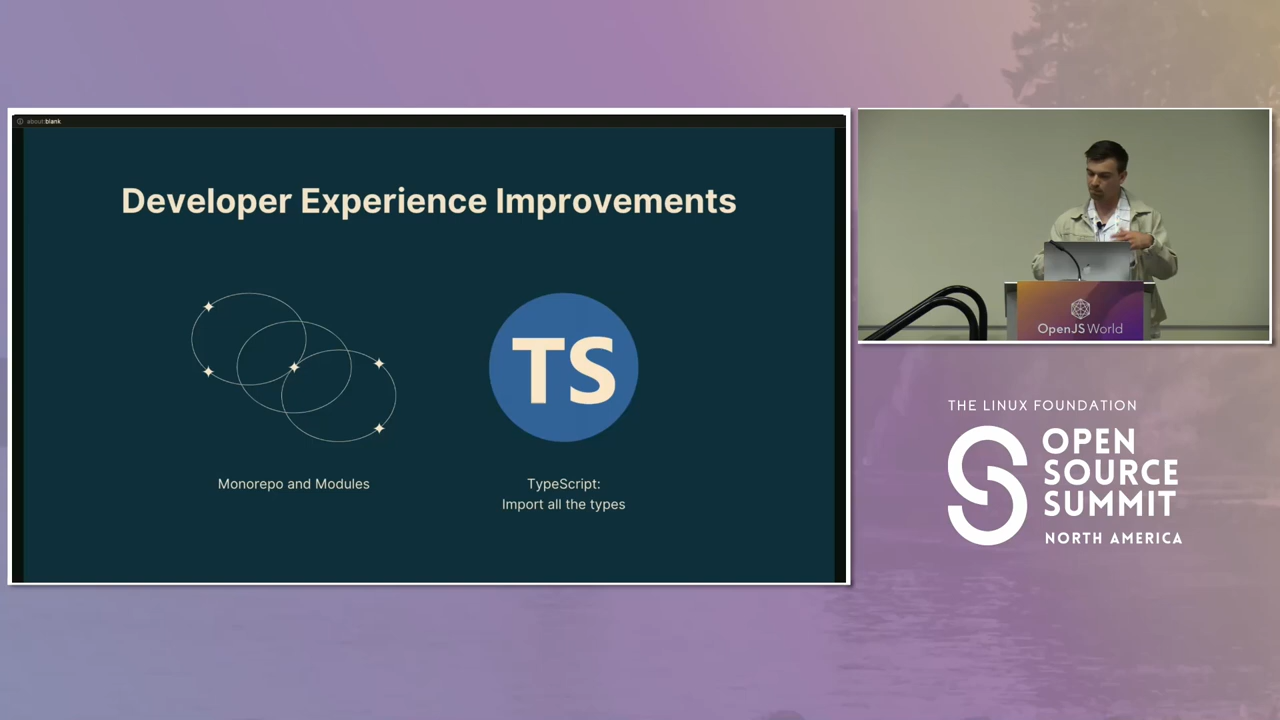 about:blank
Developer Experience Improvements
TS
Monorepo and Modules
TypeScript:
Import all the types
OpenJS World
THE LINUX FOUNDATION
OPEN
SOURCE
SUMMIT
NORTH AMERICA